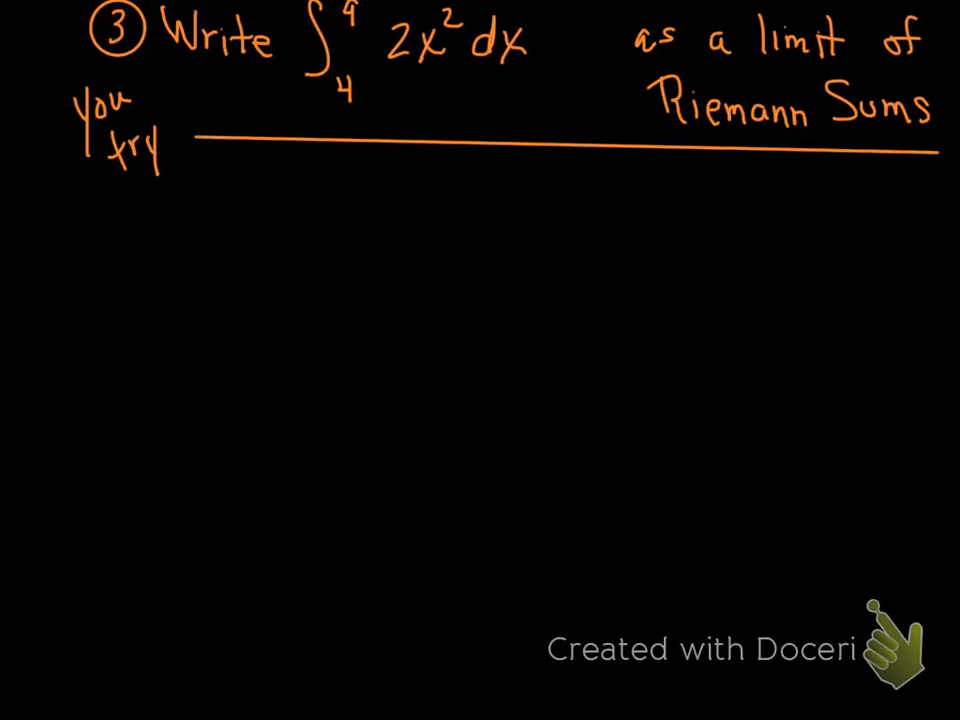 ③ Write ∫₄⁹ 2x² dx as a limit of
Riemann Sums
you
try
Created with Doceri